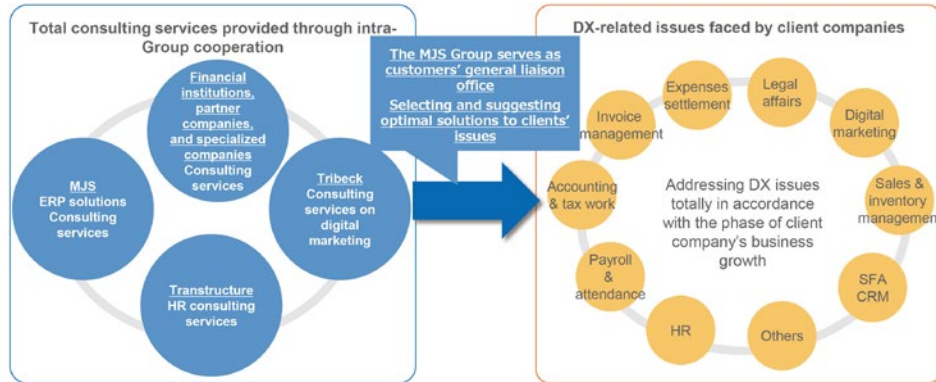 Total consulting services provided through intra-
Group cooperation
Financial
institutions,
partner
companies,
and specialized
companies
Consulting
services
MJS
ERP solutions
Consulting
services
Tribeck
Consulting
services on
digital
marketing
Transtructure
HR consulting
services
The MJS Group serves as
customers' general liaison
office
Selecting and suggesting
optimal solutions to clients'
issues
DX-related issues faced by client companies
Expenses
settlement
Legal
affairs
Invoice
management
Digital
marketing
Accounting
& tax work
Sales &
inventory
management
Addressing DX issues
totally in accordance
with the phase of client
company's business
growth
Payroll
&
attendance
SFA
CRM
HR
Others